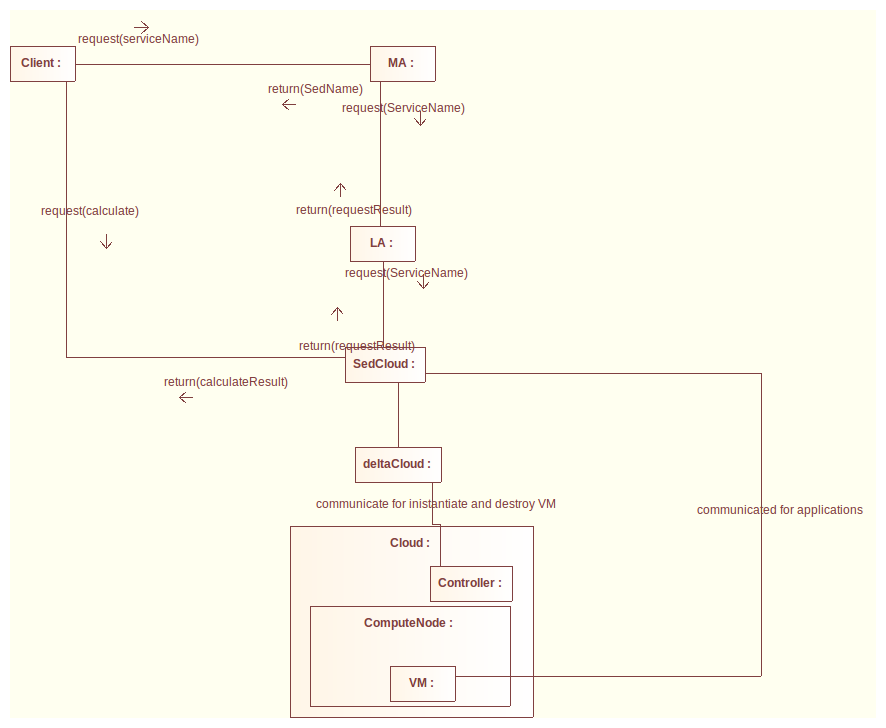 request(serviceName)
Client :
MA :
return(SedName)
request(ServiceName)
request(calculate)
return(requestResult)
LA :
request(ServiceName)
return(requestResult)
SedCloud :
return(calculateResult)
deltaCloud :
communicate for inistantiate and destroy VM
communicated for applications
Cloud :
Controller :
ComputeNode :
VM :